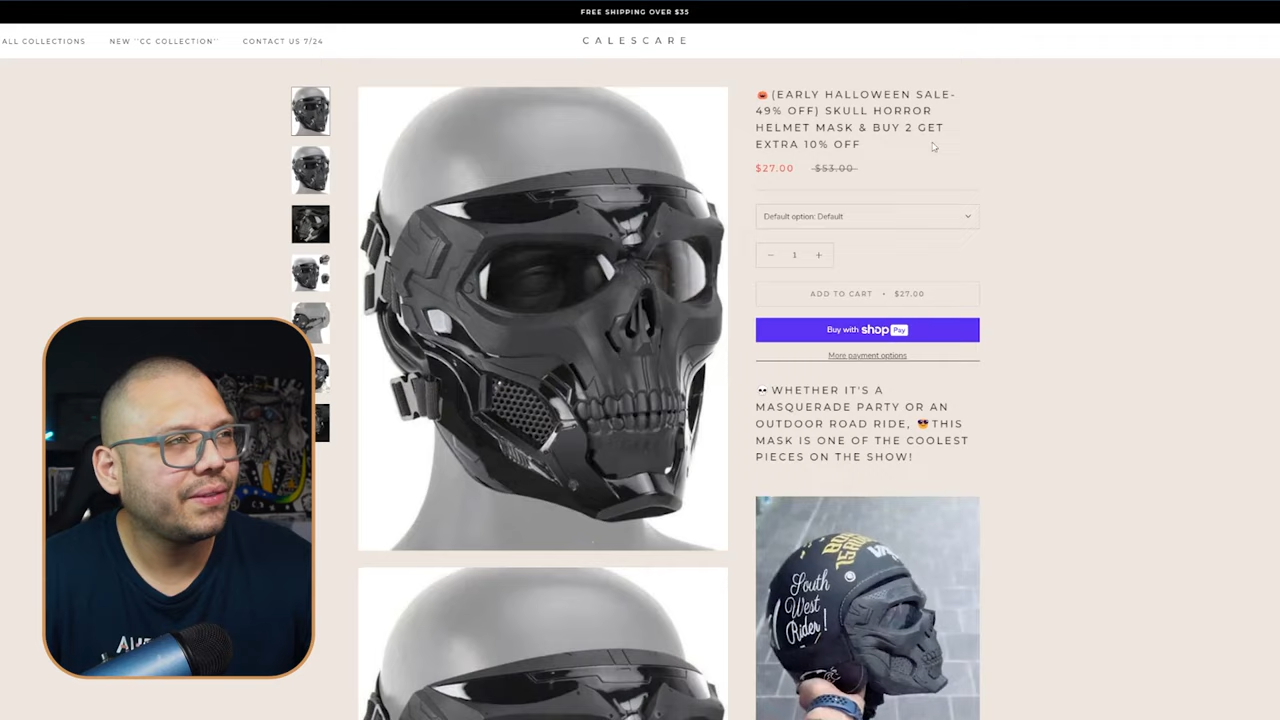 FREE SHIPPING OVER $35
ALL COLLECTIONS
NEW ''CC COLLECTION''
CONTACT US 7/24
CALESCARE
(EARLY HALLOWEEN SALE-
49% OFF) SKULL HORROR
HELMET MASK & BUY 2 GET
EXTRA 10% OFF
$27.00 $53.00
Default option: Default
− 1 +
ADD TO CART • $27.00
Buy with shop Pay
More payment options
WHETHER IT'S A
MASQUERADE PARTY OR AN
OUTDOOR ROAD RIDE, THIS
MASK IS ONE OF THE COOLEST
PIECES ON THE SHOW!
South
West
Rider!